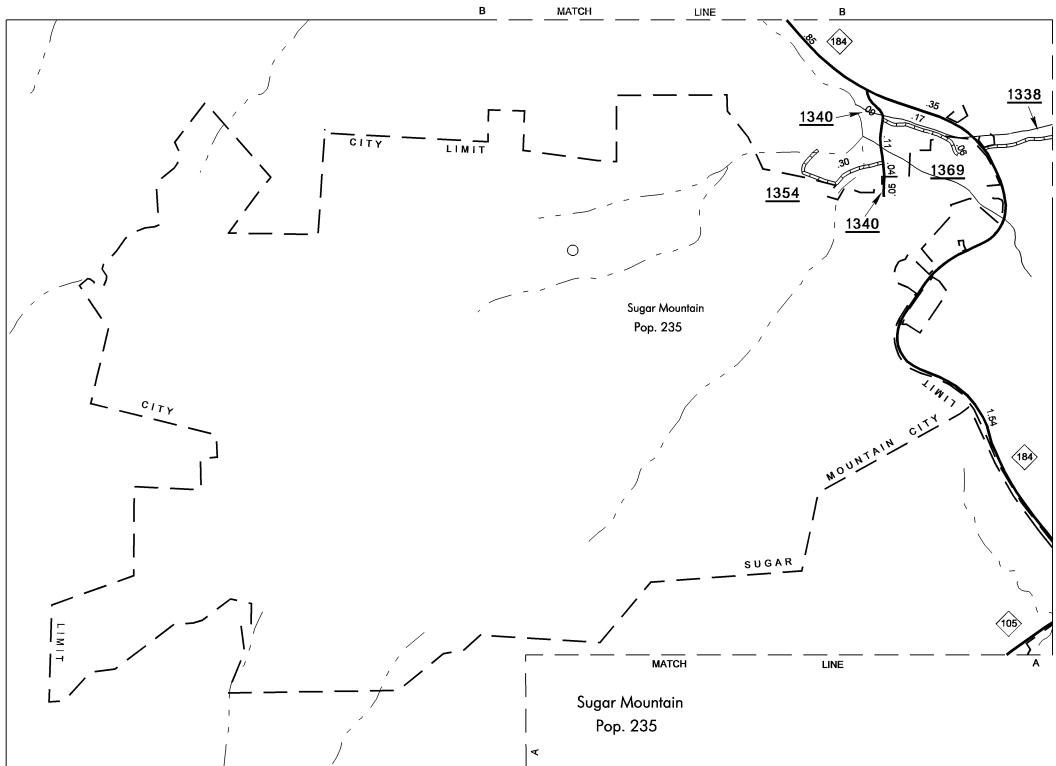 B MATCH LINE B
.85
184
1338
.35
1340
.09
.17
CITY LIMIT
.11
.08
.30
.04
1369
1354
.06
1340
Sugar Mountain
Pop. 235
LIMIT
CITY
1.54
MOUNTAIN CITY
184
SUGAR
105
LIMIT
MATCH LINE A
Sugar Mountain
Pop. 235
A